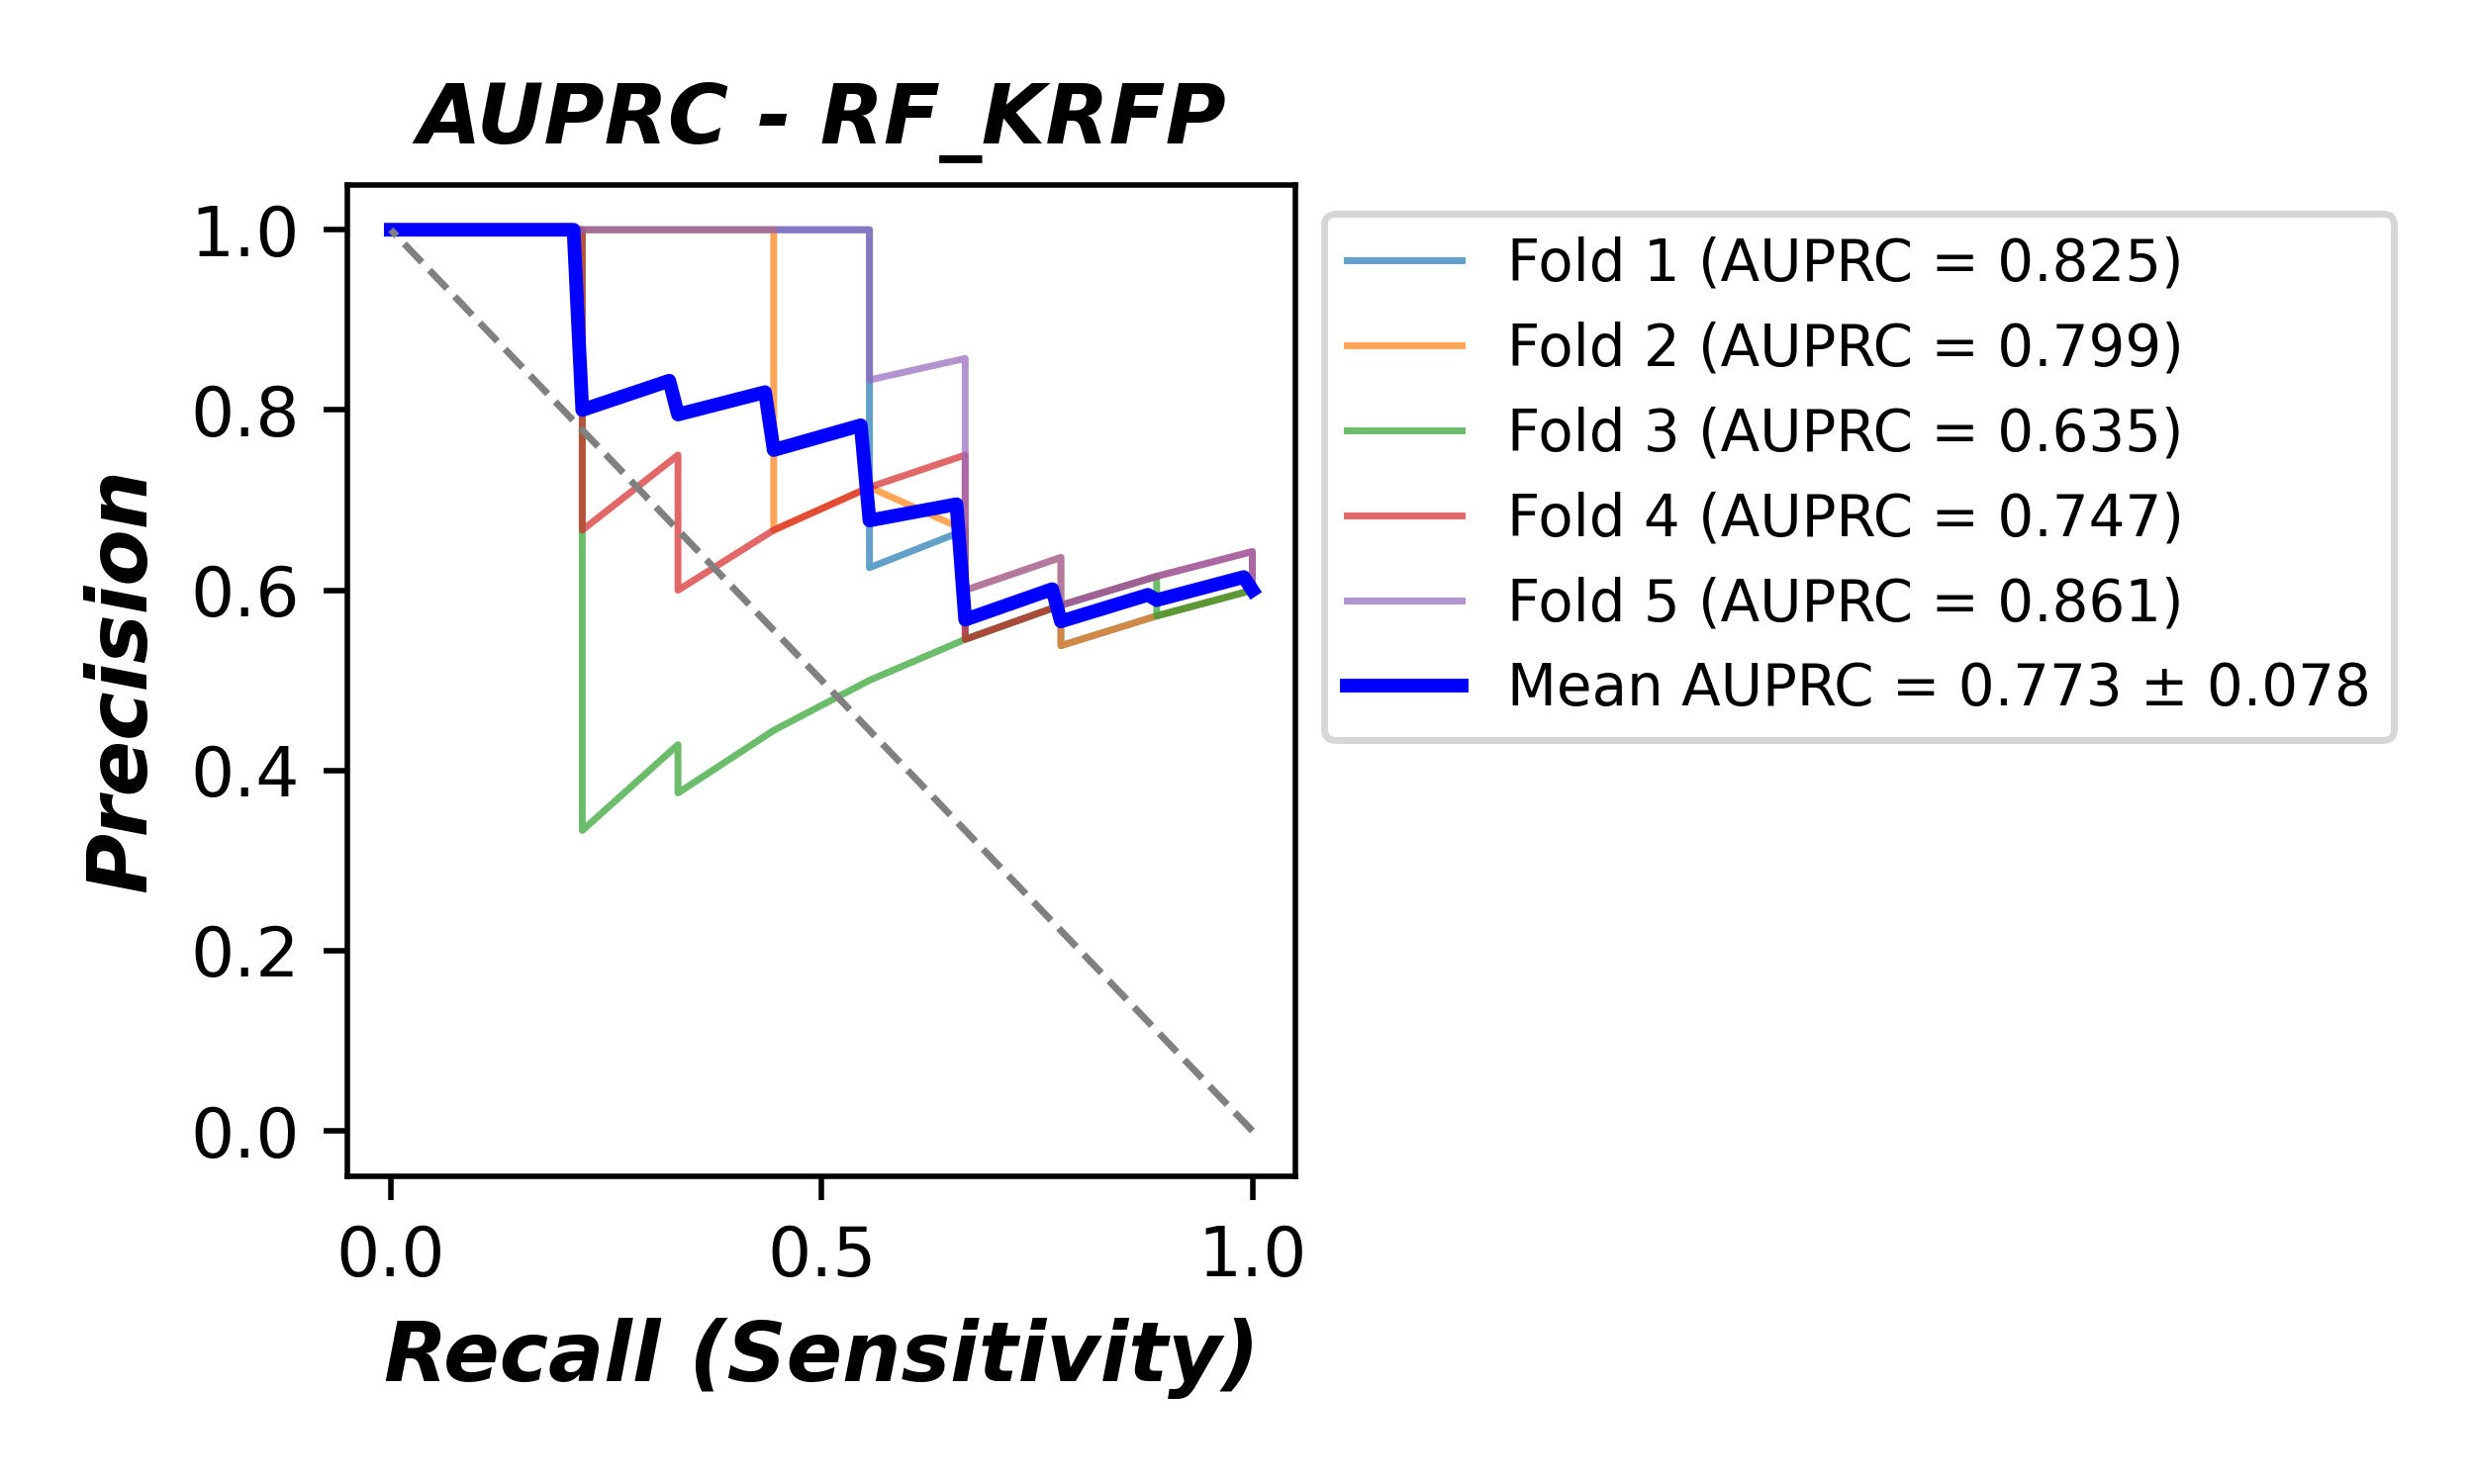 AUPRC - RF_KRFP
Precision
1.0
0.8
0.6
0.4
0.2
0.0
0.0 0.5 1.0
Recall (Sensitivity)
Fold 1 (AUPRC = 0.825)
Fold 2 (AUPRC = 0.799)
Fold 3 (AUPRC = 0.635)
Fold 4 (AUPRC = 0.747)
Fold 5 (AUPRC = 0.861)
Mean AUPRC = 0.773 ± 0.078